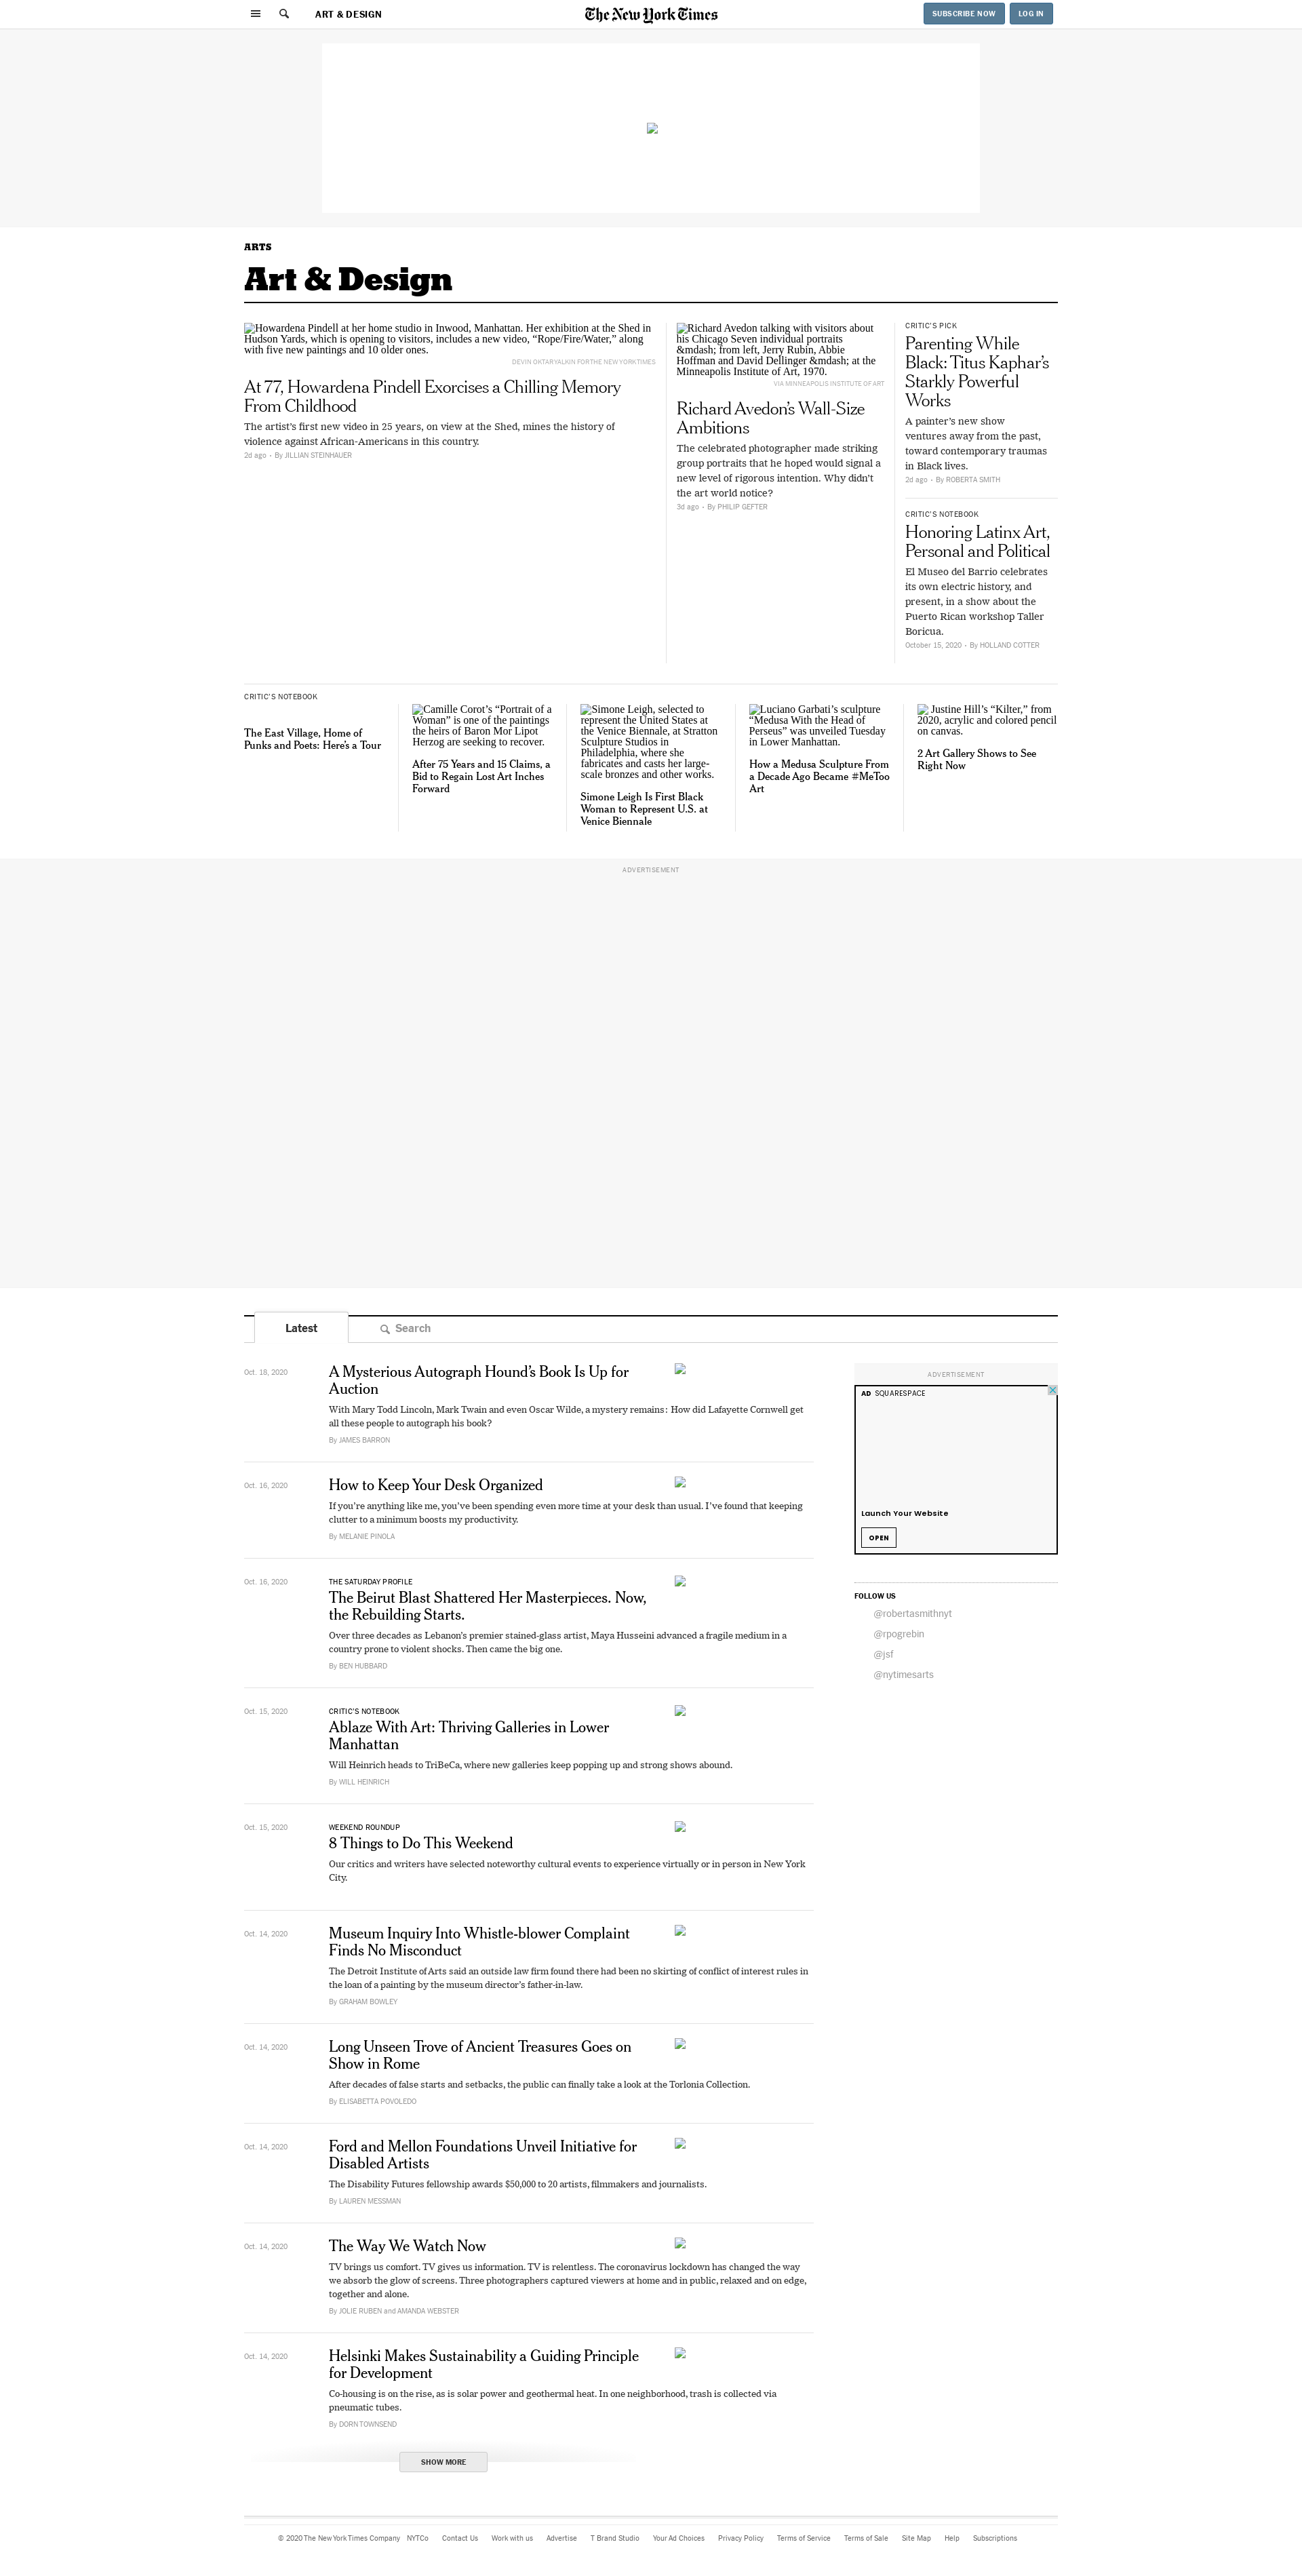 ART & DESIGN
The New York Times
SUBSCRIBE NOW
LOG IN
ARTS
Art & Design
Howardena Pindell at her home studio in Inwood, Manhattan. Her exhibition at the Shed in
Hudson Yards, which is opening to visitors, includes a new video, “Rope/Fire/Water,” along
with five new paintings and 10 older ones.
DEVIN OKTAR YALKIN FOR THE NEW YORK TIMES
At 77, Howardena Pindell Exorcises a Chilling Memory
From Childhood
The artist’s first new video in 25 years, on view at the Shed, mines the history of
violence against African-Americans in this country.
2d ago • By JILLIAN STEINHAUER
Richard Avedon talking with visitors about
his Chicago Seven individual portraits
&mdash; from left, Jerry Rubin, Abbie
Hoffman and David Dellinger &mdash; at the
Minneapolis Institute of Art, 1970.
VIA MINNEAPOLIS INSTITUTE OF ART
Richard Avedon’s Wall-Size
Ambitions
The celebrated photographer made striking
group portraits that he hoped would signal a
new level of rigorous intention. Why didn’t
the art world notice?
3d ago • By PHILIP GEFTER
CRITIC’S PICK
Parenting While
Black: Titus Kaphar’s
Starkly Powerful
Works
A painter’s new show
ventures away from the past,
toward contemporary traumas
in Black lives.
2d ago • By ROBERTA SMITH
CRITIC’S NOTEBOOK
Honoring Latinx Art,
Personal and Political
El Museo del Barrio celebrates
its own electric history, and
present, in a show about the
Puerto Rican workshop Taller
Boricua.
October 15, 2020 • By HOLLAND COTTER
CRITIC’S NOTEBOOK
The East Village, Home of
Punks and Poets: Here’s a Tour
Camille Corot’s “Portrait of a
Woman” is one of the paintings
the heirs of Baron Mor Lipot
Herzog are seeking to recover.
After 75 Years and 15 Claims, a
Bid to Regain Lost Art Inches
Forward
Simone Leigh, selected to
represent the United States at
the Venice Biennale, at Stratton
Sculpture Studios in
Philadelphia, where she
fabricates and casts her large-
scale bronzes and other works.
Simone Leigh Is First Black
Woman to Represent U.S. at
Venice Biennale
Luciano Garbati’s sculpture
“Medusa With the Head of
Perseus” was unveiled Tuesday
in Lower Manhattan.
How a Medusa Sculpture From
a Decade Ago Became #MeToo
Art
Justine Hill’s “Kilter,” from
2020, acrylic and colored pencil
on canvas.
2 Art Gallery Shows to See
Right Now
ADVERTISEMENT
Latest
Search
Oct. 18, 2020
A Mysterious Autograph Hound’s Book Is Up for
Auction
With Mary Todd Lincoln, Mark Twain and even Oscar Wilde, a mystery remains: How did Lafayette Cornwell get
all these people to autograph his book?
By JAMES BARRON
Oct. 16, 2020
How to Keep Your Desk Organized
If you’re anything like me, you’ve been spending even more time at your desk than usual. I’ve found that keeping
clutter to a minimum boosts my productivity.
By MELANIE PINOLA
Oct. 16, 2020
THE SATURDAY PROFILE
The Beirut Blast Shattered Her Masterpieces. Now,
the Rebuilding Starts.
Over three decades as Lebanon’s premier stained-glass artist, Maya Husseini advanced a fragile medium in a
country prone to violent shocks. Then came the big one.
By BEN HUBBARD
Oct. 15, 2020
CRITIC’S NOTEBOOK
Ablaze With Art: Thriving Galleries in Lower
Manhattan
Will Heinrich heads to TriBeCa, where new galleries keep popping up and strong shows abound.
By WILL HEINRICH
Oct. 15, 2020
WEEKEND ROUNDUP
8 Things to Do This Weekend
Our critics and writers have selected noteworthy cultural events to experience virtually or in person in New York
City.
Oct. 14, 2020
Museum Inquiry Into Whistle-blower Complaint
Finds No Misconduct
The Detroit Institute of Arts said an outside law firm found there had been no skirting of conflict of interest rules in
the loan of a painting by the museum director’s father-in-law.
By GRAHAM BOWLEY
Oct. 14, 2020
Long Unseen Trove of Ancient Treasures Goes on
Show in Rome
After decades of false starts and setbacks, the public can finally take a look at the Torlonia Collection.
By ELISABETTA POVOLEDO
Oct. 14, 2020
Ford and Mellon Foundations Unveil Initiative for
Disabled Artists
The Disability Futures fellowship awards $50,000 to 20 artists, filmmakers and journalists.
By LAUREN MESSMAN
Oct. 14, 2020
The Way We Watch Now
TV brings us comfort. TV gives us information. TV is relentless. The coronavirus lockdown has changed the way
we absorb the glow of screens. Three photographers captured viewers at home and in public, relaxed and on edge,
together and alone.
By JOLIE RUBEN and AMANDA WEBSTER
Oct. 14, 2020
Helsinki Makes Sustainability a Guiding Principle
for Development
Co-housing is on the rise, as is solar power and geothermal heat. In one neighborhood, trash is collected via
pneumatic tubes.
By DORN TOWNSEND
SHOW MORE
ADVERTISEMENT
AD SQUARESPACE
Launch Your Website
OPEN
FOLLOW US
@robertasmithnyt
@rpogrebin
@jsf
@nytimesarts
© 2020 The New York Times Company NYTCo Contact Us Work with us Advertise T Brand Studio Your Ad Choices Privacy Policy Terms of Service Terms of Sale Site Map Help Subscriptions